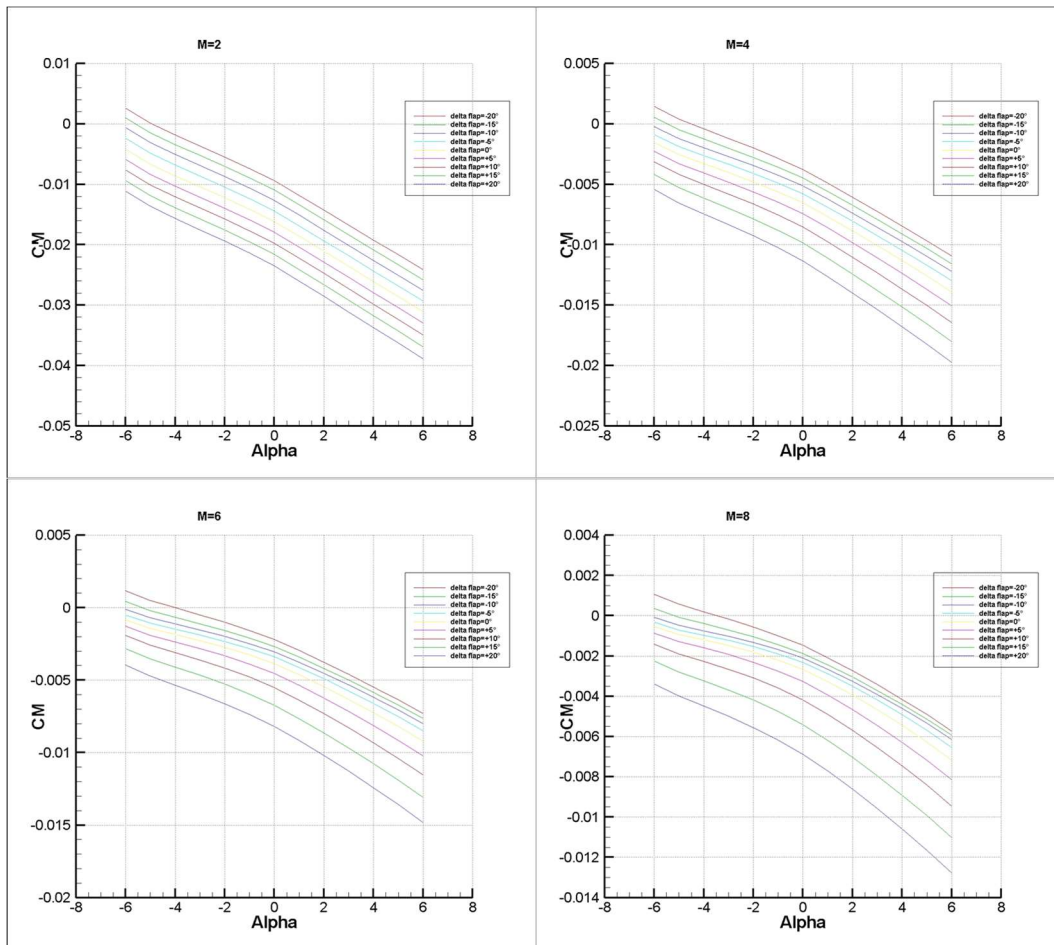 M=2
0.01
0
-0.01
-0.02
-0.03
-0.04
-0.05
CM
-8 -6 -4 -2 0 2 4 6 8
Alpha
delta flap=-20°
delta flap=-15°
delta flap=-10°
delta flap=-5°
delta flap=0°
delta flap=+5°
delta flap=+10°
delta flap=+15°
delta flap=+20°
M=4
0.005
0
-0.005
-0.01
-0.015
-0.02
-0.025
CM
-8 -6 -4 -2 0 2 4 6 8
Alpha
delta flap=-20°
delta flap=-15°
delta flap=-10°
delta flap=-5°
delta flap=0°
delta flap=+5°
delta flap=+10°
delta flap=+15°
delta flap=+20°
M=6
0.005
0
-0.005
-0.01
-0.015
-0.02
CM
-8 -6 -4 -2 0 2 4 6 8
Alpha
delta flap=-20°
delta flap=-15°
delta flap=-10°
delta flap=-5°
delta flap=0°
delta flap=+5°
delta flap=+10°
delta flap=+15°
delta flap=+20°
M=8
0.004
0.002
0
-0.002
-0.004
-0.006
-0.008
-0.01
-0.012
-0.014
CM
-8 -6 -4 -2 0 2 4 6 8
Alpha
delta flap=-20°
delta flap=-15°
delta flap=-10°
delta flap=-5°
delta flap=0°
delta flap=+5°
delta flap=+10°
delta flap=+15°
delta flap=+20°